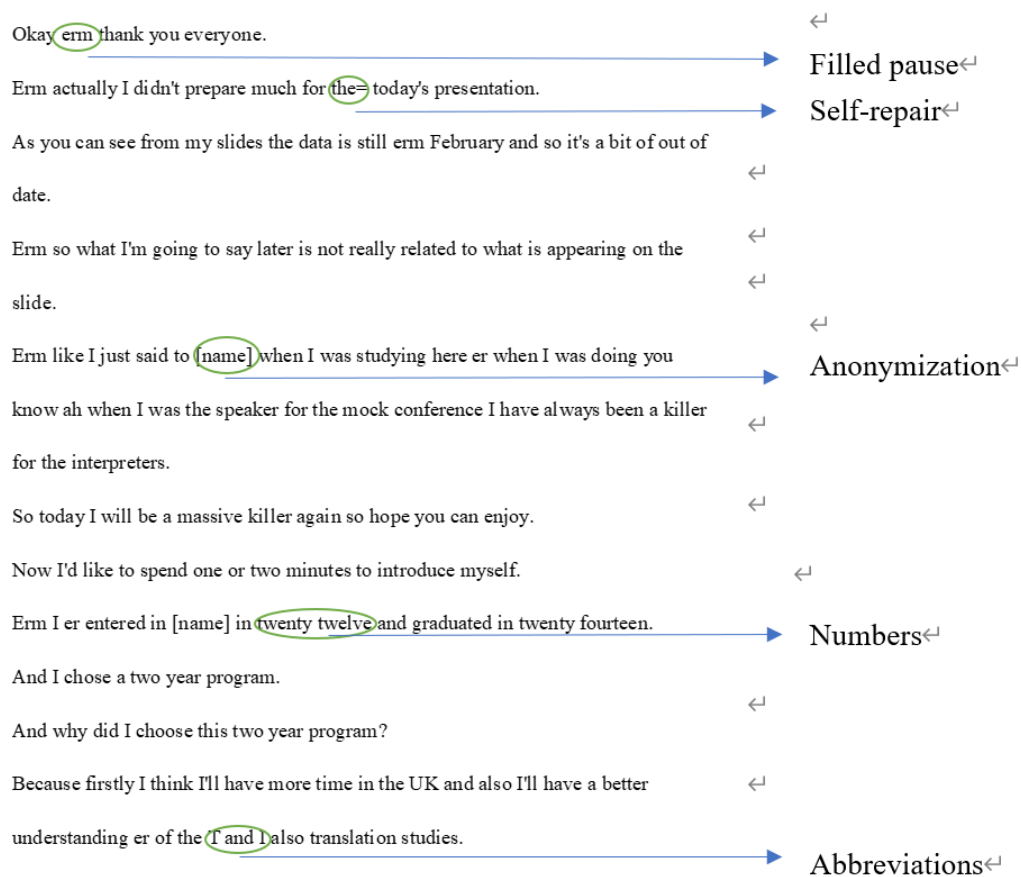 Okay erm thank you everyone.
Filled pause
Erm actually I didn't prepare much for the= today's presentation.
Self-repair
As you can see from my slides the data is still erm February and so it's a bit of out of
date.
Erm so what I'm going to say later is not really related to what is appearing on the
slide.
Erm like I just said to [name] when I was studying here er when I was doing you
Anonymization
know ah when I was the speaker for the mock conference I have always been a killer
for the interpreters.
So today I will be a massive killer again so hope you can enjoy.
Now I'd like to spend one or two minutes to introduce myself.
Erm I er entered in [name] in twenty twelve and graduated in twenty fourteen.
Numbers
And I chose a two year program.
And why did I choose this two year program?
Because firstly I think I'll have more time in the UK and also I'll have a better
understanding er of the T and I also translation studies.
Abbreviations